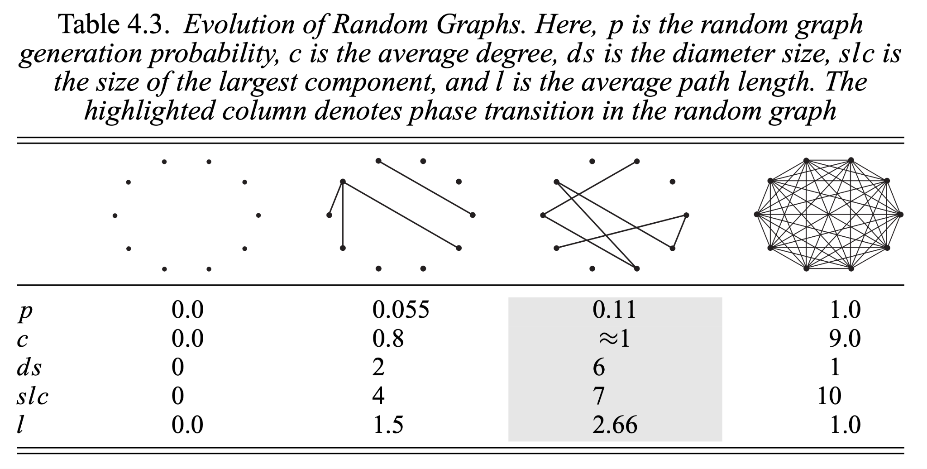 Table 4.3. Evolution of Random Graphs. Here, p is the random graph
generation probability, c is the average degree, ds is the diameter size, slc is
the size of the largest component, and l is the average path length. The
highlighted column denotes phase transition in the random graph
p 0.0 0.055 0.11 1.0
c 0.0 0.8 ≈1 9.0
ds 0 2 6 1
slc 0 4 7 10
l 0.0 1.5 2.66 1.0